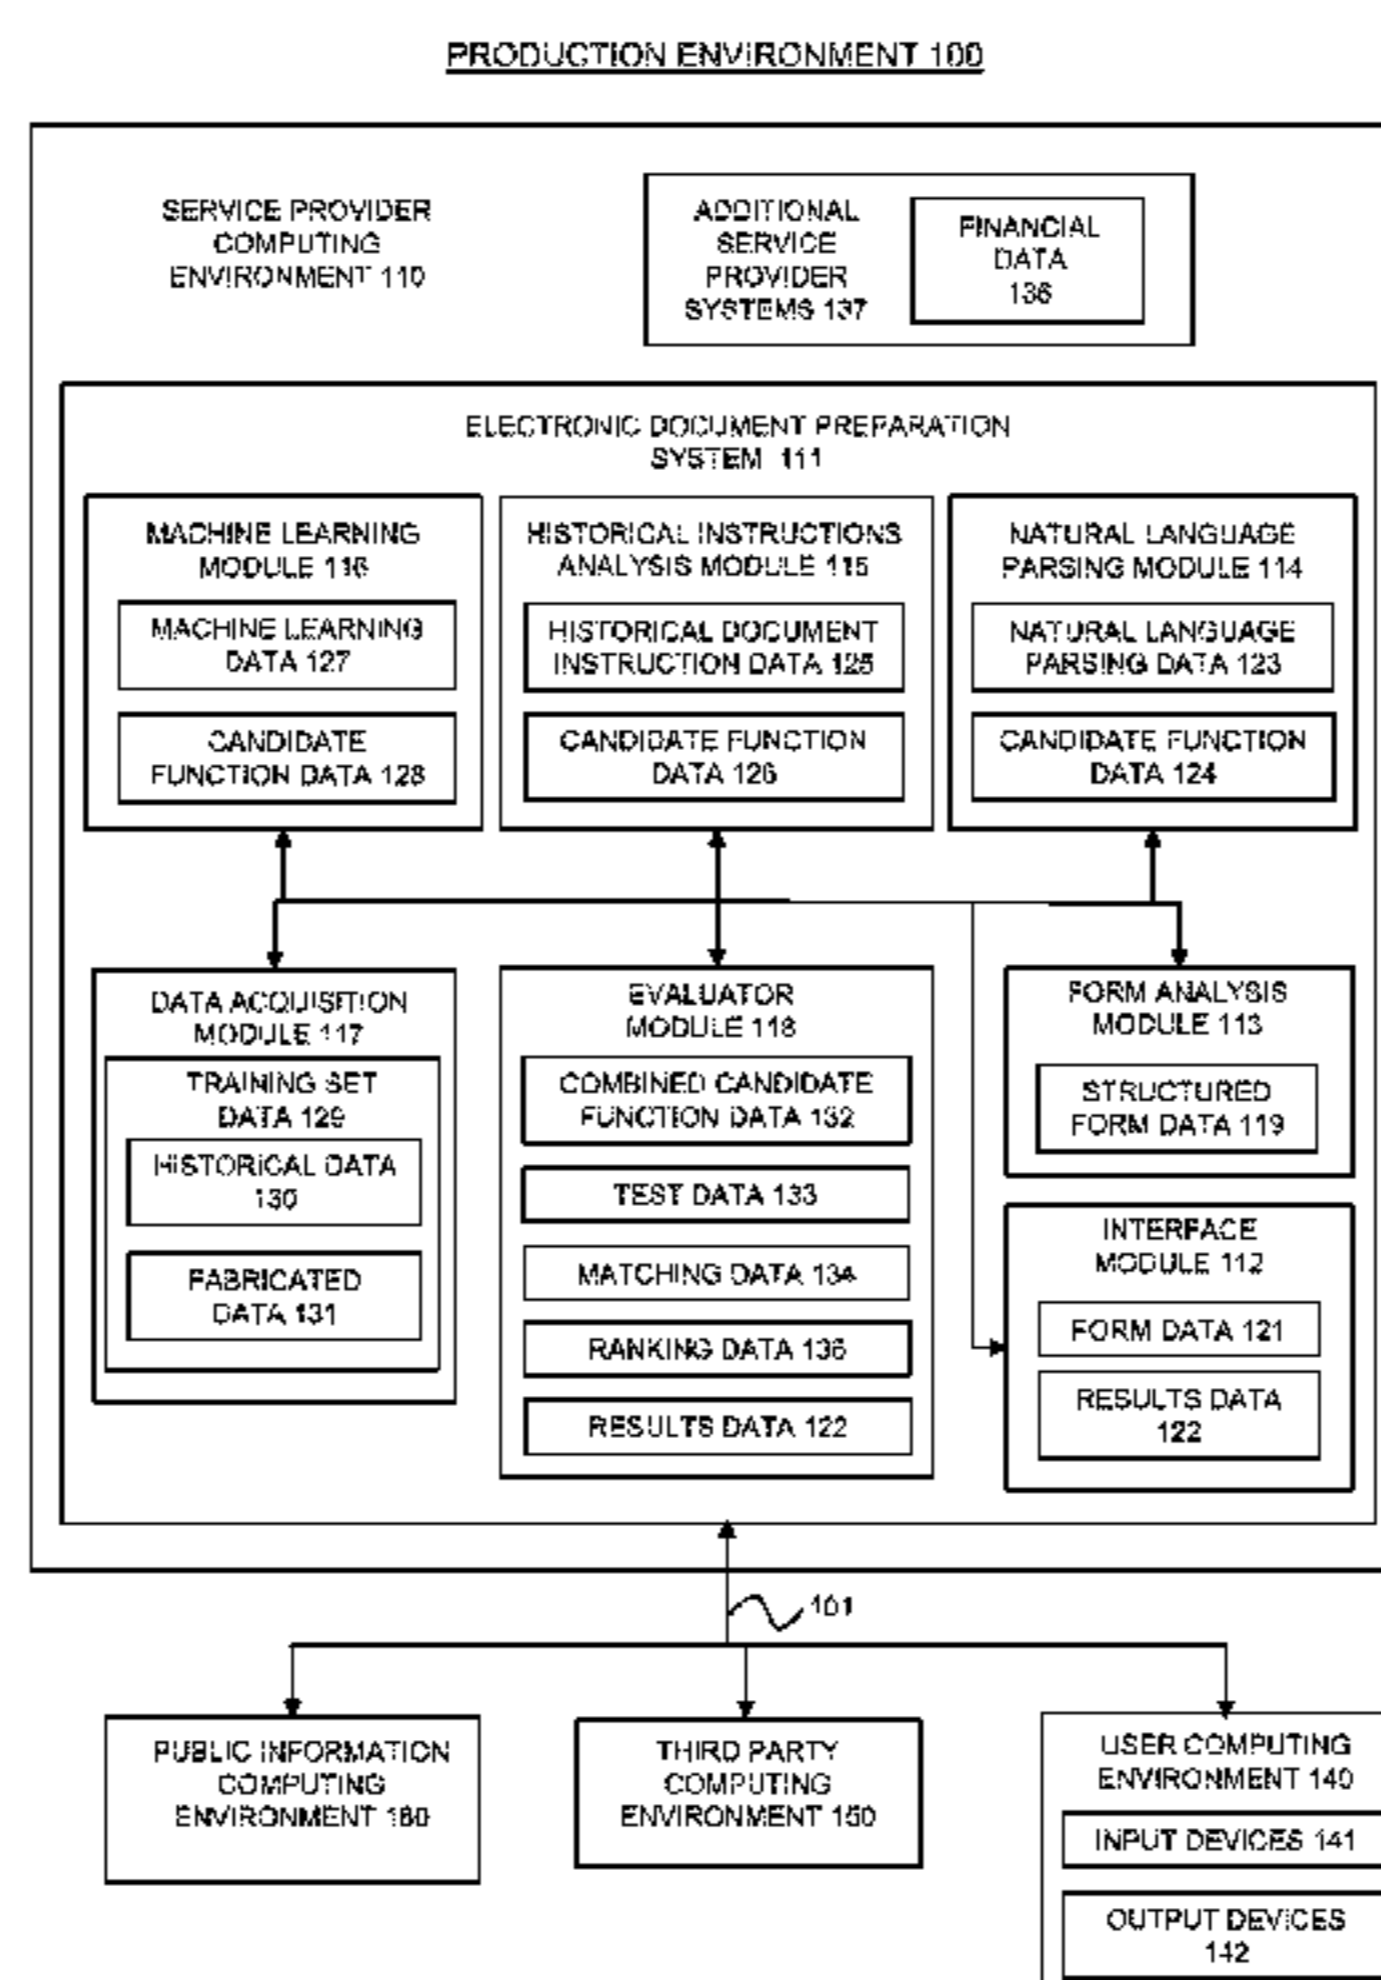 PRODUCTION ENVIRONMENT 100
SERVICE PROVIDER
COMPUTING
ENVIRONMENT 110
ADDITIONAL
SERVICE
PROVIDER
SYSTEMS 137
FINANCIAL
DATA
136
ELECTRONIC DOCUMENT PREPARATION
SYSTEM 111
MACHINE LEARNING
MODULE 116
MACHINE LEARNING
DATA 127
CANDIDATE
FUNCTION DATA 128
HISTORICAL INSTRUCTIONS
ANALYSIS MODULE 115
HISTORICAL DOCUMENT
INSTRUCTION DATA 125
CANDIDATE FUNCTION
DATA 126
NATURAL LANGUAGE
PARSING MODULE 114
NATURAL LANGUAGE
PARSING DATA 123
CANDIDATE FUNCTION
DATA 124
DATA ACQUISITION
MODULE 117
TRAINING SET
DATA 129
HISTORICAL DATA
130
FABRICATED
DATA 131
EVALUATOR
MODULE 118
COMBINED CANDIDATE
FUNCTION DATA 132
TEST DATA 133
MATCHING DATA 134
RANKING DATA
RESULTS DATA 122
FORM ANALYSIS
MODULE 113
STRUCTURED
FORM DATA 119
INTERFACE
MODULE 112
FORM DATA 121
RESULTS DATA
122
101
PUBLIC INFORMATION
COMPUTING
ENVIRONMENT 160
THIRD PARTY
COMPUTING
ENVIRONMENT 150
USER COMPUTING
ENVIRONMENT 140
INPUT DEVICES 141
OUTPUT DEVICES
142